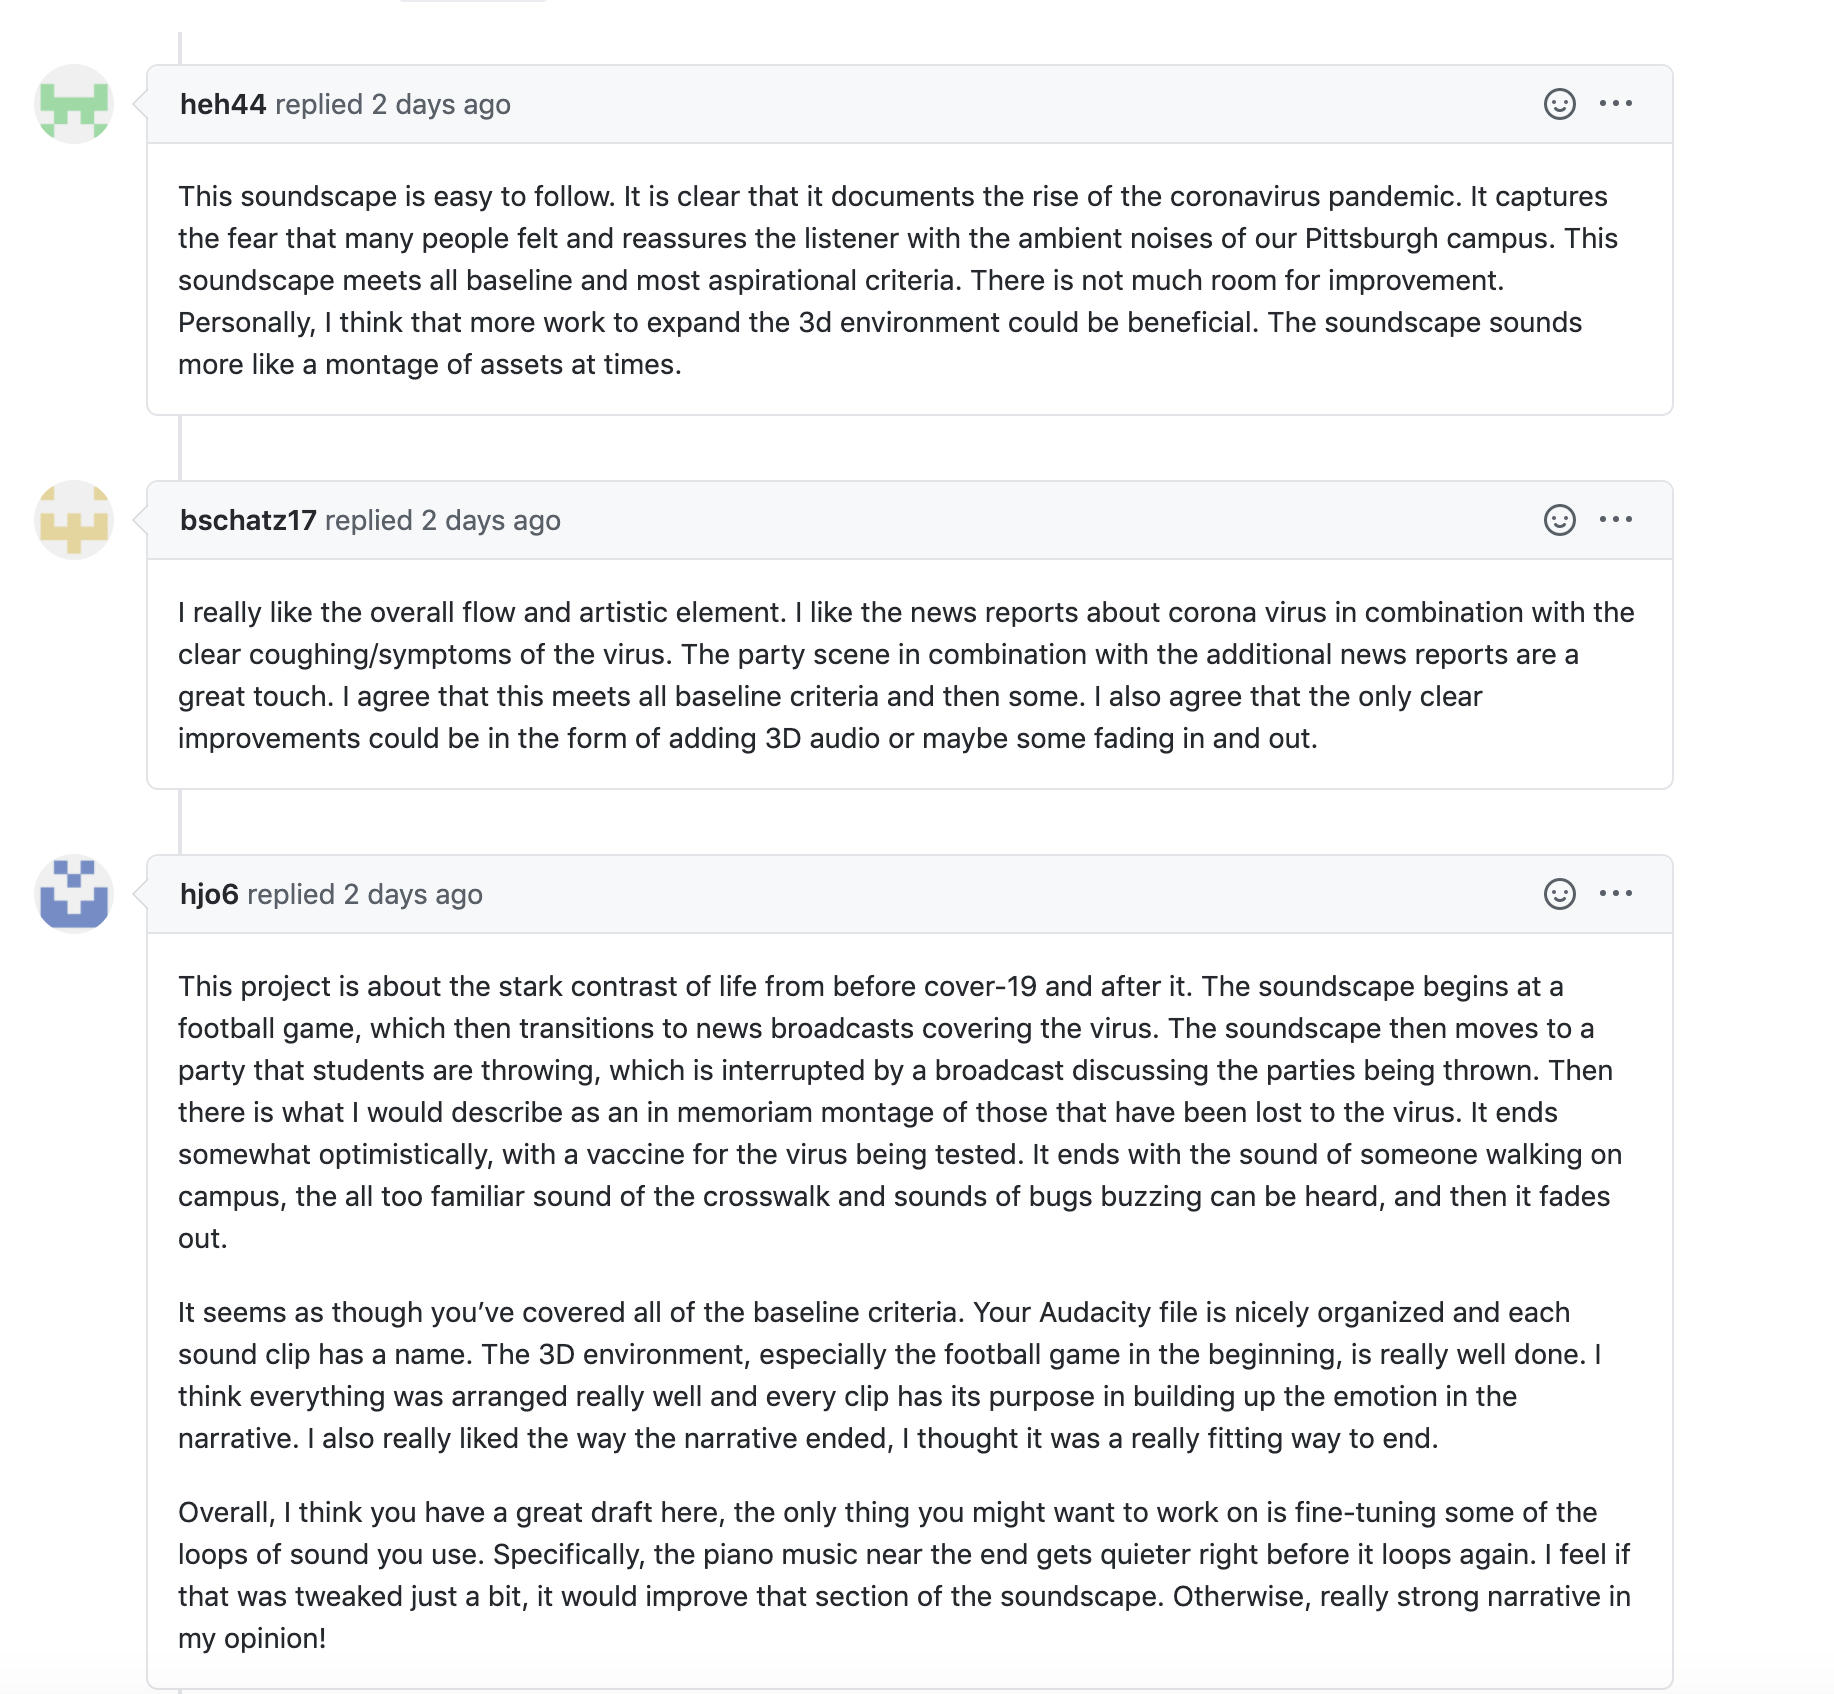 heh44 replied 2 days ago
This soundscape is easy to follow. It is clear that it documents the rise of the coronavirus pandemic. It captures
the fear that many people felt and reassures the listener with the ambient noises of our Pittsburgh campus. This
soundscape meets all baseline and most aspirational criteria. There is not much room for improvement.
Personally, I think that more work to expand the 3d environment could be beneficial. The soundscape sounds
more like a montage of assets at times.
bschatz17 replied 2 days ago
I really like the overall flow and artistic element. I like the news reports about corona virus in combination with the
clear coughing/symptoms of the virus. The party scene in combination with the additional news reports are a
great touch. I agree that this meets all baseline criteria and then some. I also agree that the only clear
improvements could be in the form of adding 3D audio or maybe some fading in and out.
hjo6 replied 2 days ago
This project is about the stark contrast of life from before cover-19 and after it. The soundscape begins at a
football game, which then transitions to news broadcasts covering the virus. The soundscape then moves to a
party that students are throwing, which is interrupted by a broadcast discussing the parties being thrown. Then
there is what I would describe as an in memoriam montage of those that have been lost to the virus. It ends
somewhat optimistically, with a vaccine for the virus being tested. It ends with the sound of someone walking on
campus, the all too familiar sound of the crosswalk and sounds of bugs buzzing can be heard, and then it fades
out.
It seems as though you’ve covered all of the baseline criteria. Your Audacity file is nicely organized and each
sound clip has a name. The 3D environment, especially the football game in the beginning, is really well done. I
think everything was arranged really well and every clip has its purpose in building up the emotion in the
narrative. I also really liked the way the narrative ended, I thought it was a really fitting way to end.
Overall, I think you have a great draft here, the only thing you might want to work on is fine-tuning some of the
loops of sound you use. Specifically, the piano music near the end gets quieter right before it loops again. I feel if
that was tweaked just a bit, it would improve that section of the soundscape. Otherwise, really strong narrative in
my opinion!